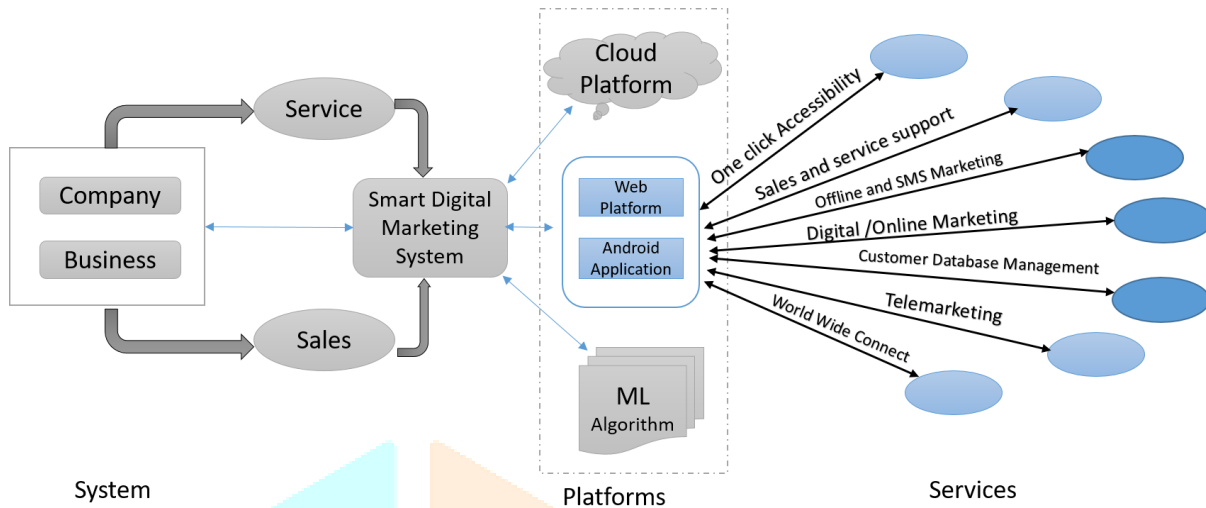 Service
Company
Business
Sales
Smart Digital
Marketing
System
Cloud
Platform
Web
Platform
Android
Application
ML
Algorithm
One click Accessibility
Sales and service support
Offline and SMS Marketing
Digital /Online Marketing
Customer Database Management
Telemarketing
World Wide Connect
System
Platforms
Services